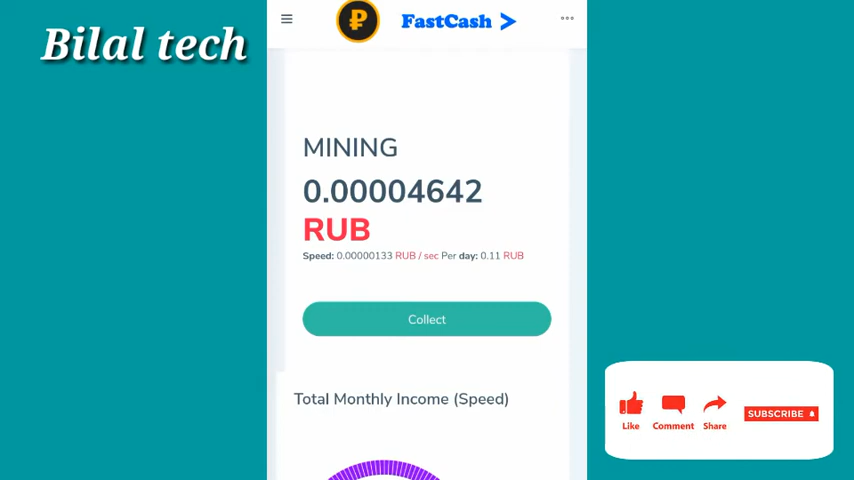 Bilal tech
FastCash
MINING
0.00004642
RUB
Speed: 0.00000133 RUB / sec Per day: 0.11 RUB
Collect
Total Monthly Income (Speed)
Like Comment Share SUBSCRIBE